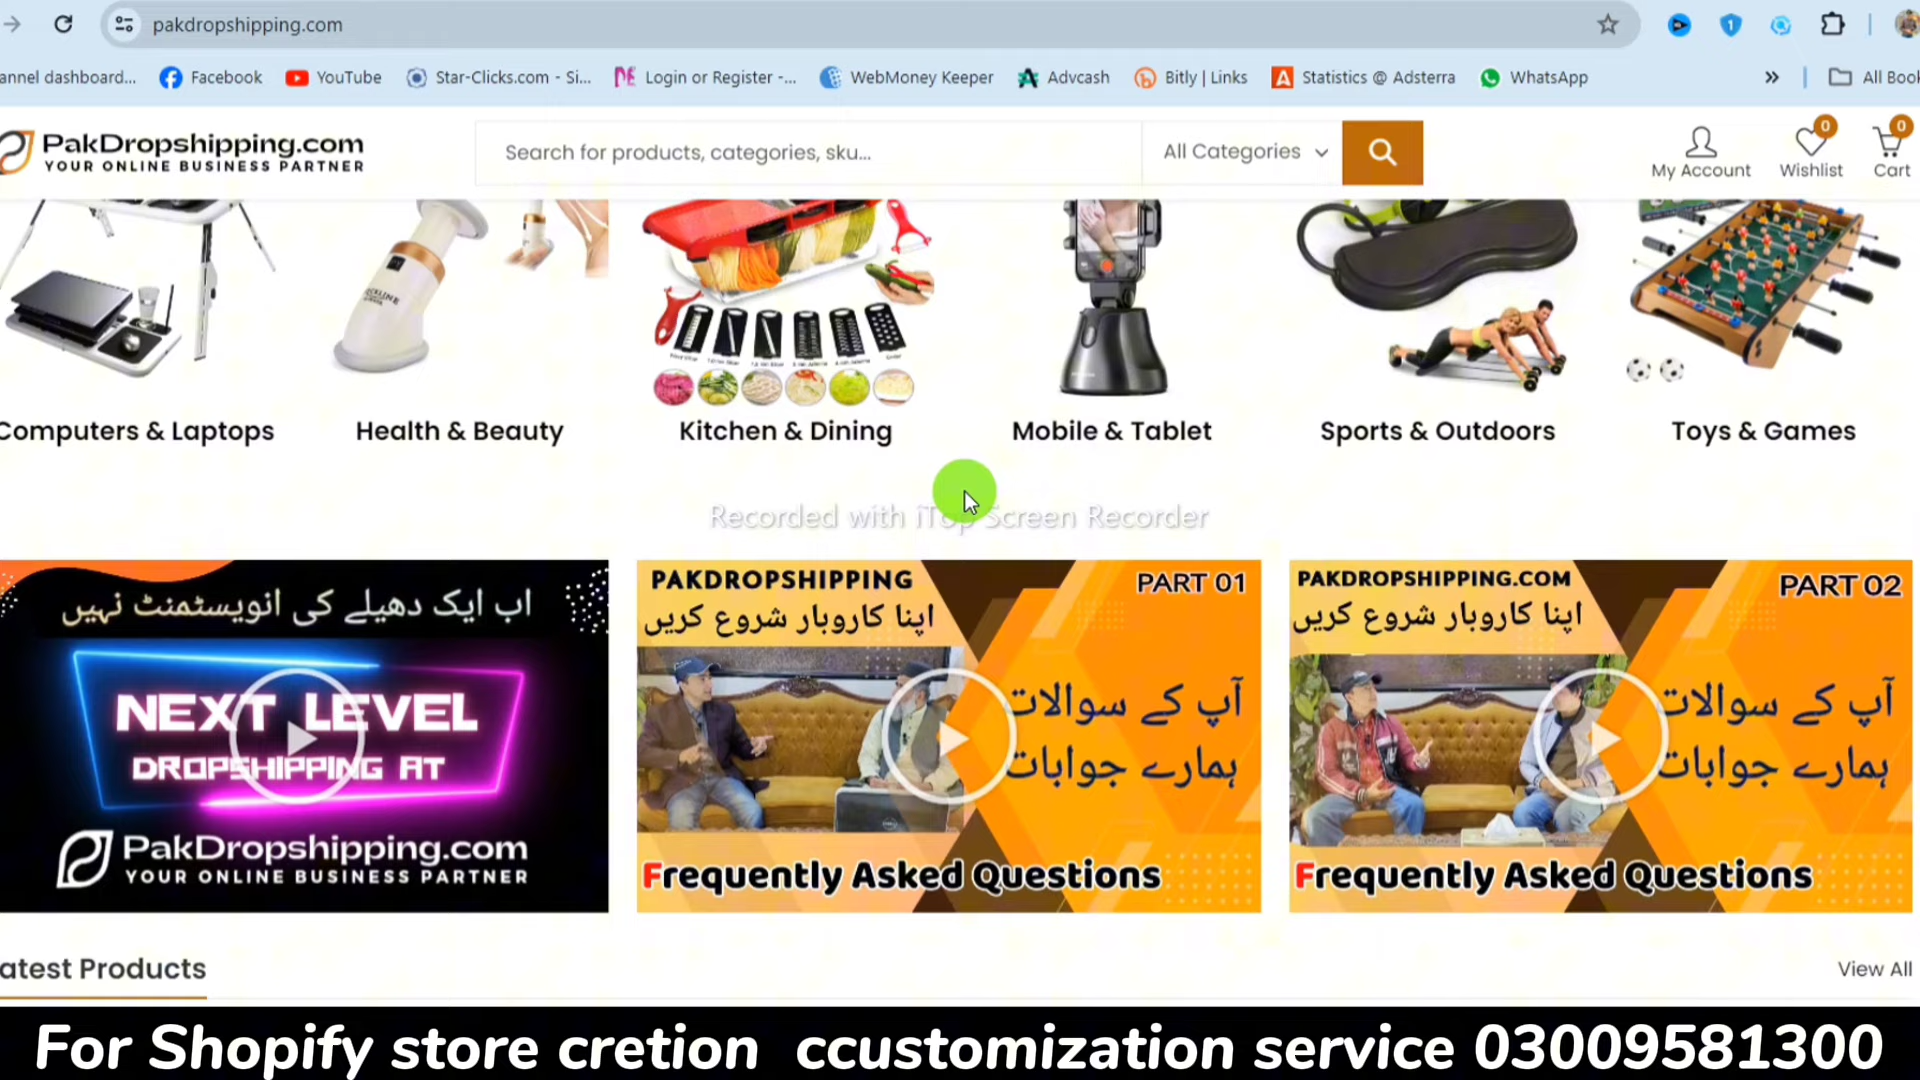 pakdropshipping.com
annel dashboard...
Facebook
YouTube
Star-Clicks.com - Si...
Login or Register -...
WebMoney Keeper
Advcash
Bitly | Links
Statistics @ Adsterra
WhatsApp
»
All Book
PakDropshipping.com
YOUR ONLINE BUSINESS PARTNER
Search for products, categories, sku...
All Categories
My Account
0
Wishlist
0
Cart
Computers & Laptops
Health & Beauty
Kitchen & Dining
Mobile & Tablet
Sports & Outdoors
Toys & Games
Recorded with iTop Screen Recorder
اب ایک دھیلے کی انویسٹمنٹ نہیں
NEXT LEVEL
DROPSHIPPING AT
PakDropshipping.com
YOUR ONLINE BUSINESS PARTNER
PAKDROPSHIPPING
PART 01
اپنا کاروبار شروع کریں
آپ کے سوالات
ہمارے جوابات
Frequently Asked Questions
PAKDROPSHIPPING.COM
PART 02
اپنا کاروبار شروع کریں
آپ کے سوالات
ہمارے جوابات
Frequently Asked Questions
atest Products
View All
For Shopify store cretion ccustomization service 03009581300